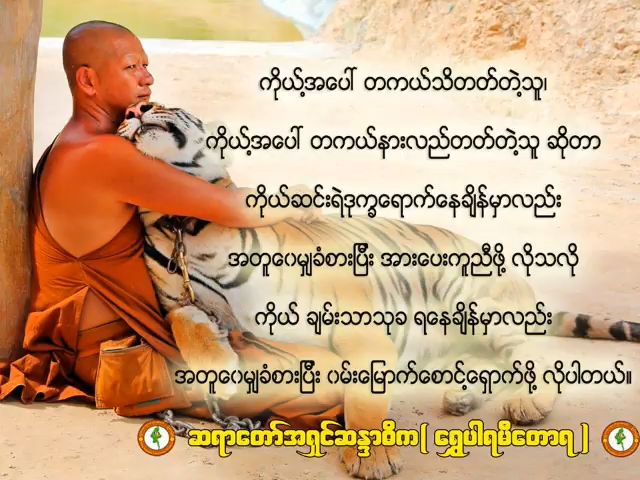 ကိုယ့်အပေါ် တကယ်သိတတ်တဲ့သူ၊
ကိုယ့်အပေါ် တကယ်နားလည်တတ်တဲ့သူ ဆိုတာ
ကိုယ်ဆင်းရဲဒုက္ခရောက်နေချိန်မှာလည်း
အတူဝေမျှခံစားပြီး အားပေးကူညီဖို့ လိုသလို
ကိုယ် ချမ်းသာသုခ ရနေချိန်မှာလည်း
အတူဝေမျှခံစားပြီး ဝမ်းမြောက်စောင့်ရှောက်ဖို့ လိုပါတယ်။
ဆရာတော်အရှင်ဆန္ဒာဓိက ( ရွှေပါရမီတောရ )